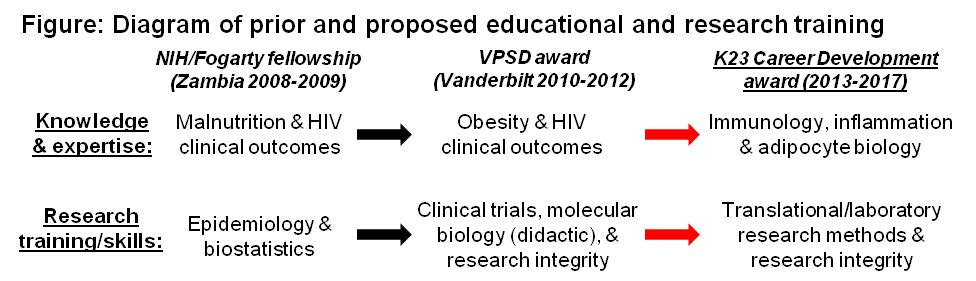 Figure: Diagram of prior and proposed educational and research training
NIH/Fogarty fellowship
(Zambia 2008-2009)
VPSD award
(Vanderbilt 2010-2012)
K23 Career Development
award (2013-2017)
Knowledge
& expertise:
Malnutrition & HIV
clinical outcomes
Obesity & HIV
clinical outcomes
Immunology, inflammation
& adipocyte biology
Research
training/skills:
Epidemiology &
biostatistics
Clinical trials, molecular
biology (didactic), &
research integrity
Translational/laboratory
research methods &
research integrity